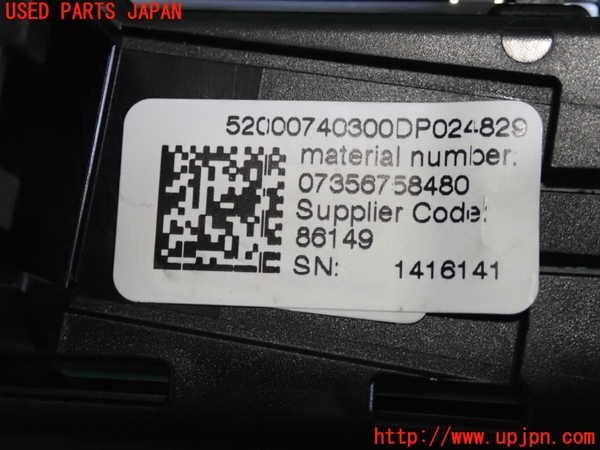 USED PARTS JAPAN
52000740300DP024829
material number:
07356758480
Supplier Code:
86149
SN: 1416141
http://www.upjpn.com/